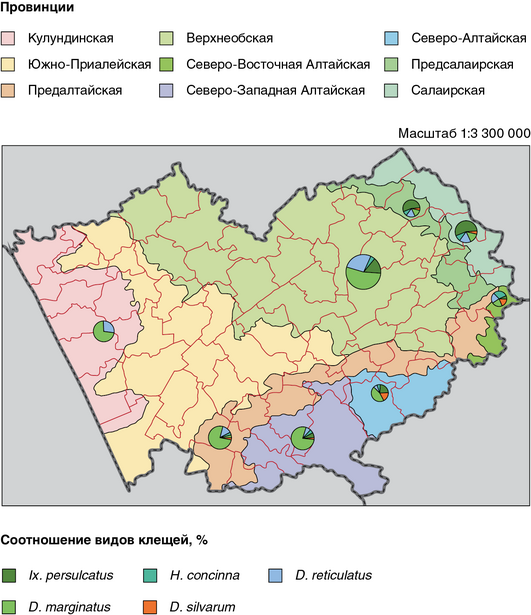 Провинции
Кулундинская
Верхнеобская
Северо-Алтайская
Южно-Приалейская
Северо-Восточная Алтайская
Предсалаирская
Предалтайская
Северо-Западная Алтайская
Салаирская
Масштаб 1:3 300 000
Соотношение видов клещей, %
Ix. persulcatus
H. concinna
D. reticulatus
D. marginatus
D. silvarum